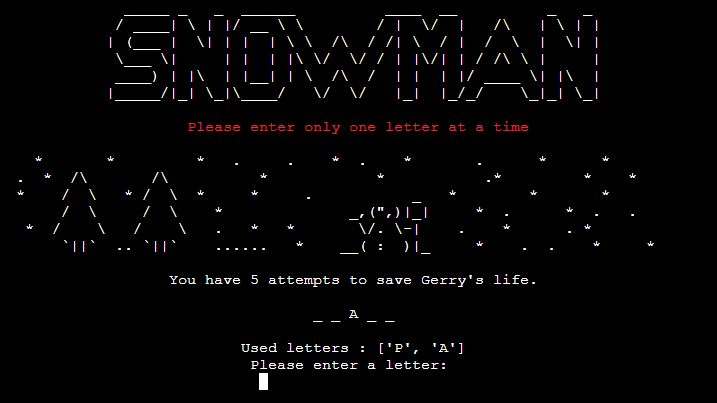 SNOWMAN
Please enter only one letter at a time
You have 5 attempts to save Gerry's life.
_ _ A _ _
Used letters : ['P', 'A']
Please enter a letter: